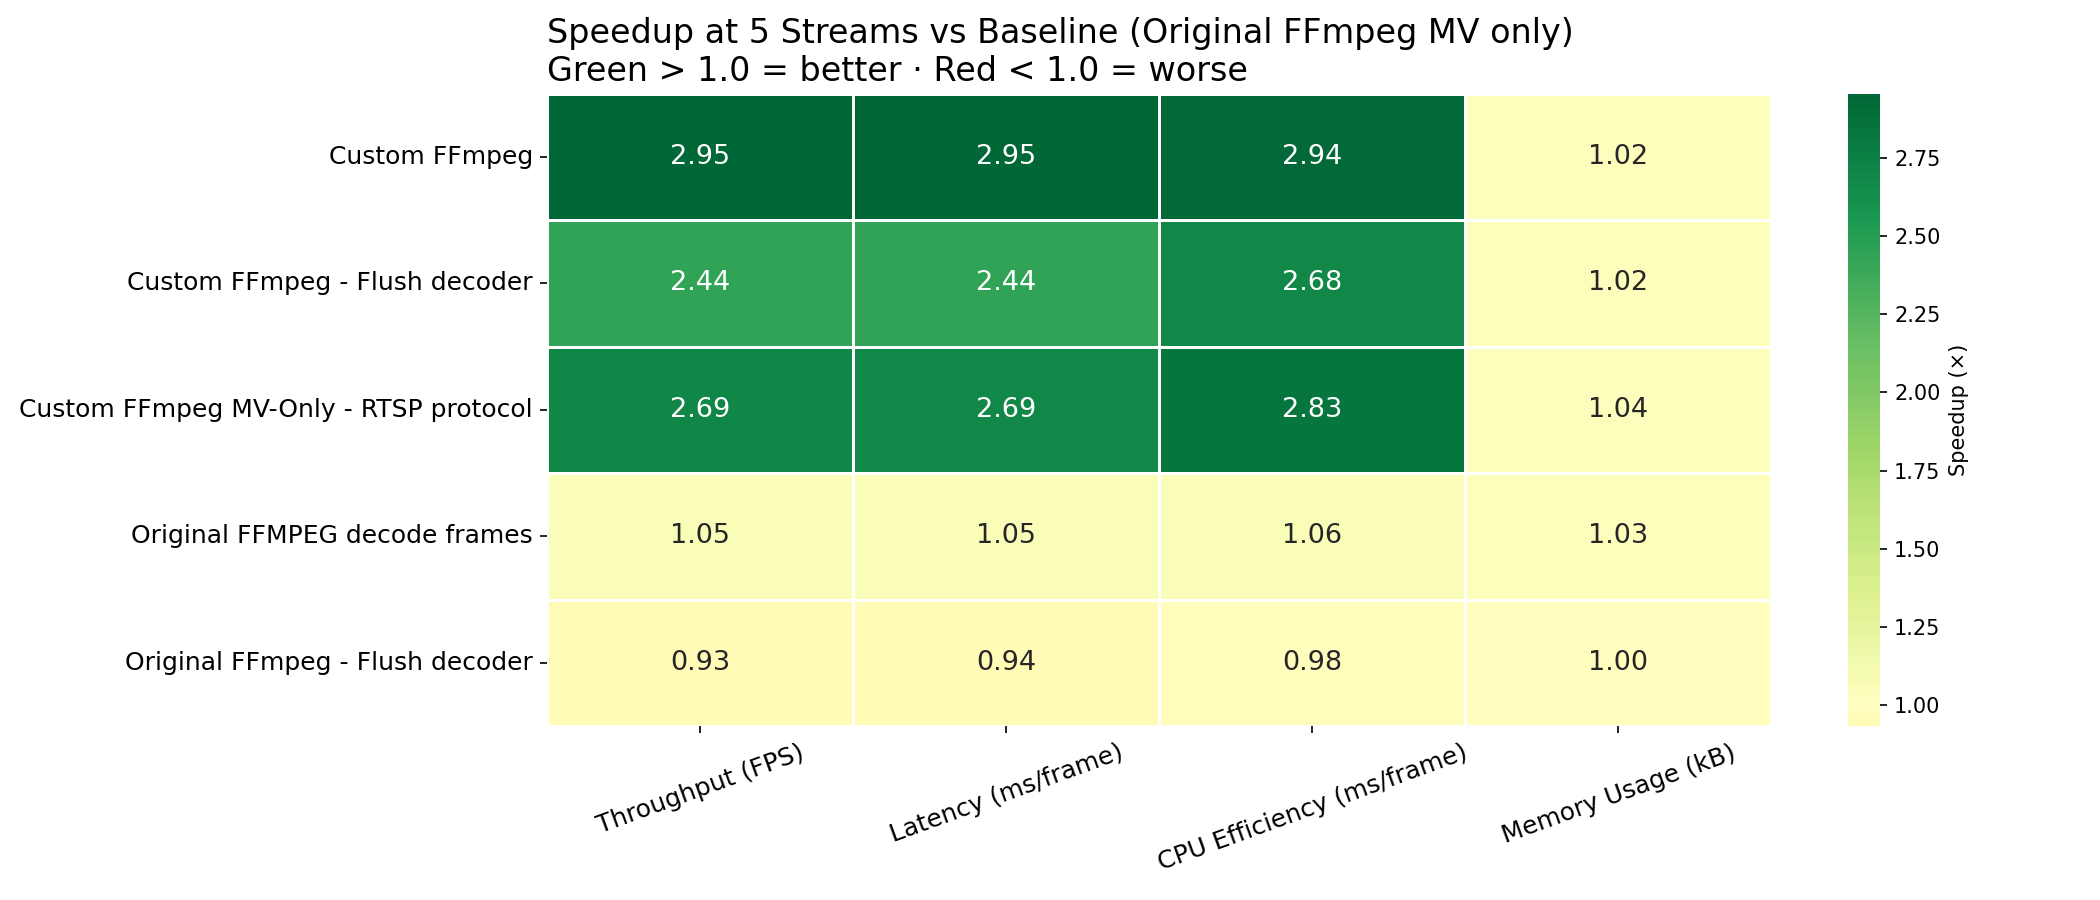 Speedup at 5 Streams vs Baseline (Original FFmpeg MV only)
Green > 1.0 = better · Red < 1.0 = worse
Custom FFmpeg
2.95
2.95
2.94
1.02
Custom FFmpeg - Flush decoder
2.44
2.44
2.68
1.02
Custom FFmpeg MV-Only - RTSP protocol
2.69
2.69
2.83
1.04
Original FFMPEG decode frames
1.05
1.05
1.06
1.03
Original FFmpeg - Flush decoder
0.93
0.94
0.98
1.00
Throughput (FPS)
Latency (ms/frame)
CPU Efficiency (ms/frame)
Memory Usage (kB)
2.75
2.50
2.25
2.00
1.75
1.50
1.25
1.00
Speedup (×)